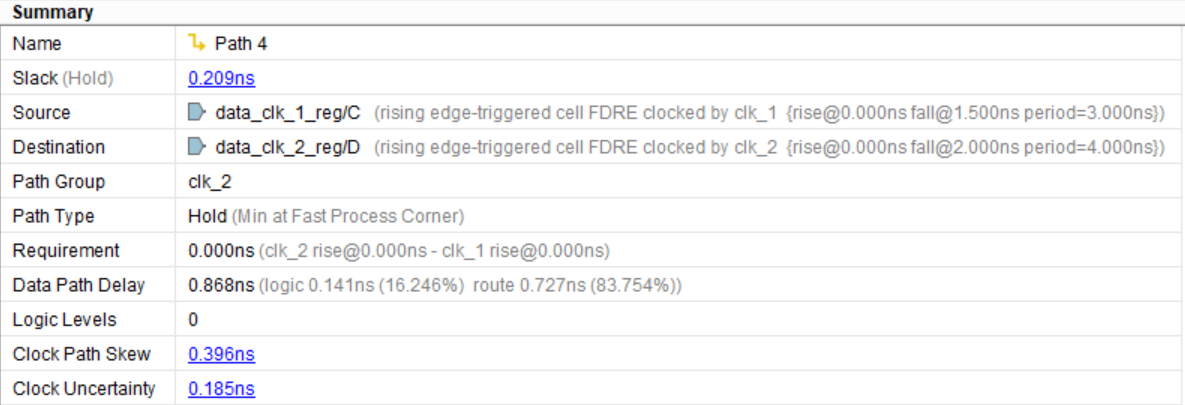 Summary
Name Path 4
Slack (Hold) 0.209ns
Source data_clk_1_reg/C (rising edge-triggered cell FDRE clocked by clk_1 {rise@0.000ns fall@1.500ns period=3.000ns})
Destination data_clk_2_reg/D (rising edge-triggered cell FDRE clocked by clk_2 {rise@0.000ns fall@2.000ns period=4.000ns})
Path Group clk_2
Path Type Hold (Min at Fast Process Corner)
Requirement 0.000ns (clk_2 rise@0.000ns - clk_1 rise@0.000ns)
Data Path Delay 0.868ns (logic 0.141ns (16.246%) route 0.727ns (83.754%))
Logic Levels 0
Clock Path Skew 0.396ns
Clock Uncertainty 0.185ns